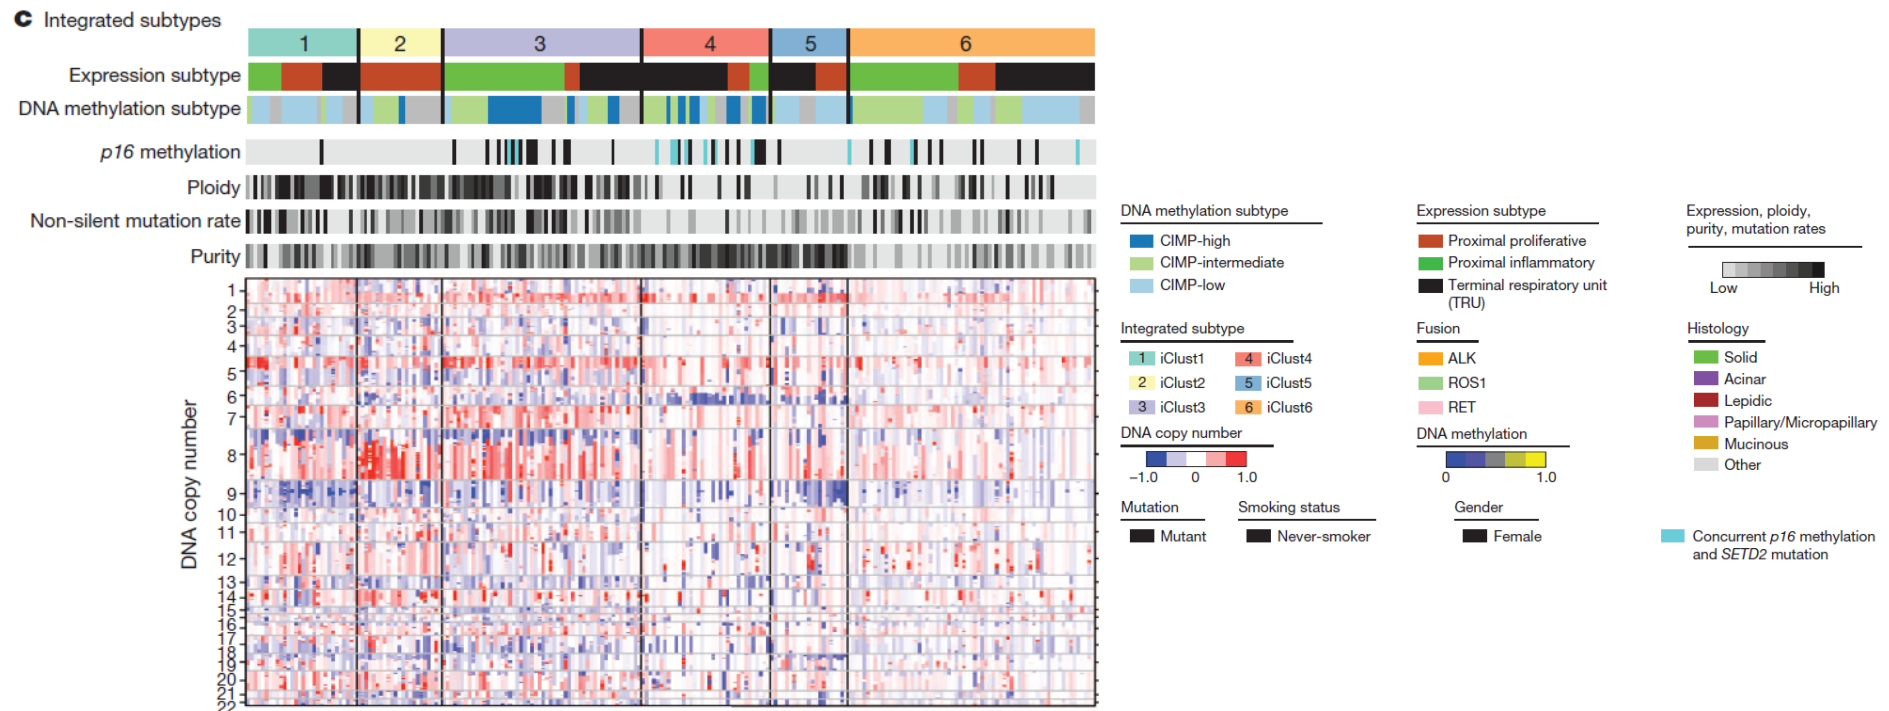 c Integrated subtypes
1 2 3 4 5 6
Expression subtype
DNA methylation subtype
p16 methylation
Ploidy
Non-silent mutation rate
Purity
DNA copy number
1
2
3
4
5
6
7
8
9
10
11
12
13
14
15
16
17
18
19
20
21
22
DNA methylation subtype
CIMP-high
CIMP-intermediate
CIMP-low
Expression subtype
Proximal proliferative
Proximal inflammatory
Terminal respiratory unit
(TRU)
Expression, ploidy,
purity, mutation rates
Low High
Integrated subtype
1 iClust1 4 iClust4
2 iClust2 5 iClust5
3 iClust3 6 iClust6
Fusion
ALK
ROS1
RET
Histology
Solid
Acinar
Lepidic
Papillary/Micropapillary
Mucinous
Other
DNA copy number
−1.0 0 1.0
DNA methylation
0 1.0
Mutation
Mutant
Smoking status
Never-smoker
Gender
Female
Concurrent p16 methylation
and SETD2 mutation